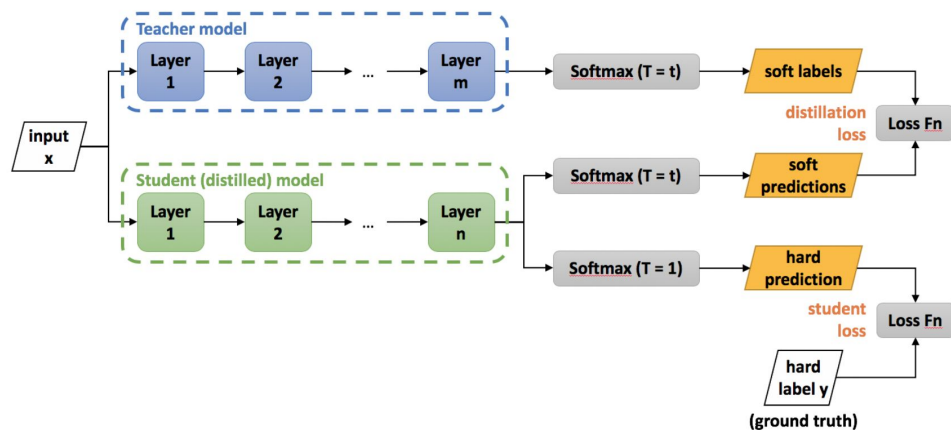 Teacher model
Layer
1
Layer
2
...
Layer
m
Softmax (T = t)
soft labels
distillation
loss
Loss Fn
input
x
Student (distilled) model
Layer
1
Layer
2
...
Layer
n
Softmax (T = t)
soft
predictions
Softmax (T = 1)
hard
prediction
student
loss
Loss Fn
hard
label y
(ground truth)